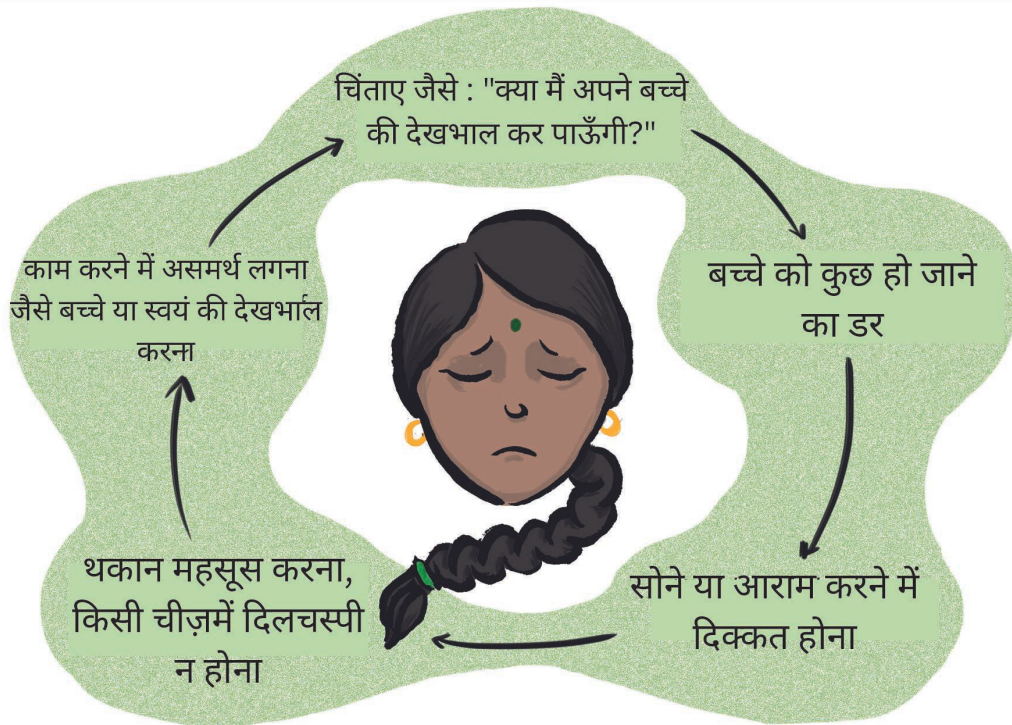 चिंताए जैसे : "क्या मैं अपने बच्चे
की देखभाल कर पाऊँगी?"
बच्चे को कुछ हो जाने
का डर
सोने या आराम करने में
दिक्कत होना
थकान महसूस करना,
किसी चीज़में दिलचस्पी
न होना
काम करने में असमर्थ लगना
जैसे बच्चे या स्वयं की देखभाल
करना